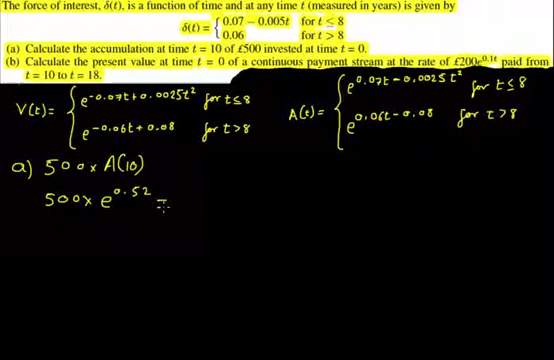 The force of interest, δ(t), is a function of time and at any time t (measured in years) is given by
δ(t) = { 0.07 − 0.005t for t ≤ 8
0.06 for t > 8
(a) Calculate the accumulation at time t = 10 of £500 invested at time t = 0.
(b) Calculate the present value at time t = 0 of a continuous payment stream at the rate of £200e^{0.1t} paid from
t = 10 to t = 18.
V(t) = { e^{-0.07t+0.0025t²} for t≤8
e^{-0.06t+0.08} for t>8
A(t) = { e^{0.07t-0.0025t²} for t≤8
e^{0.06t-0.08} for t>8
a) 500 × A(10)
500 × e^{0.52} =